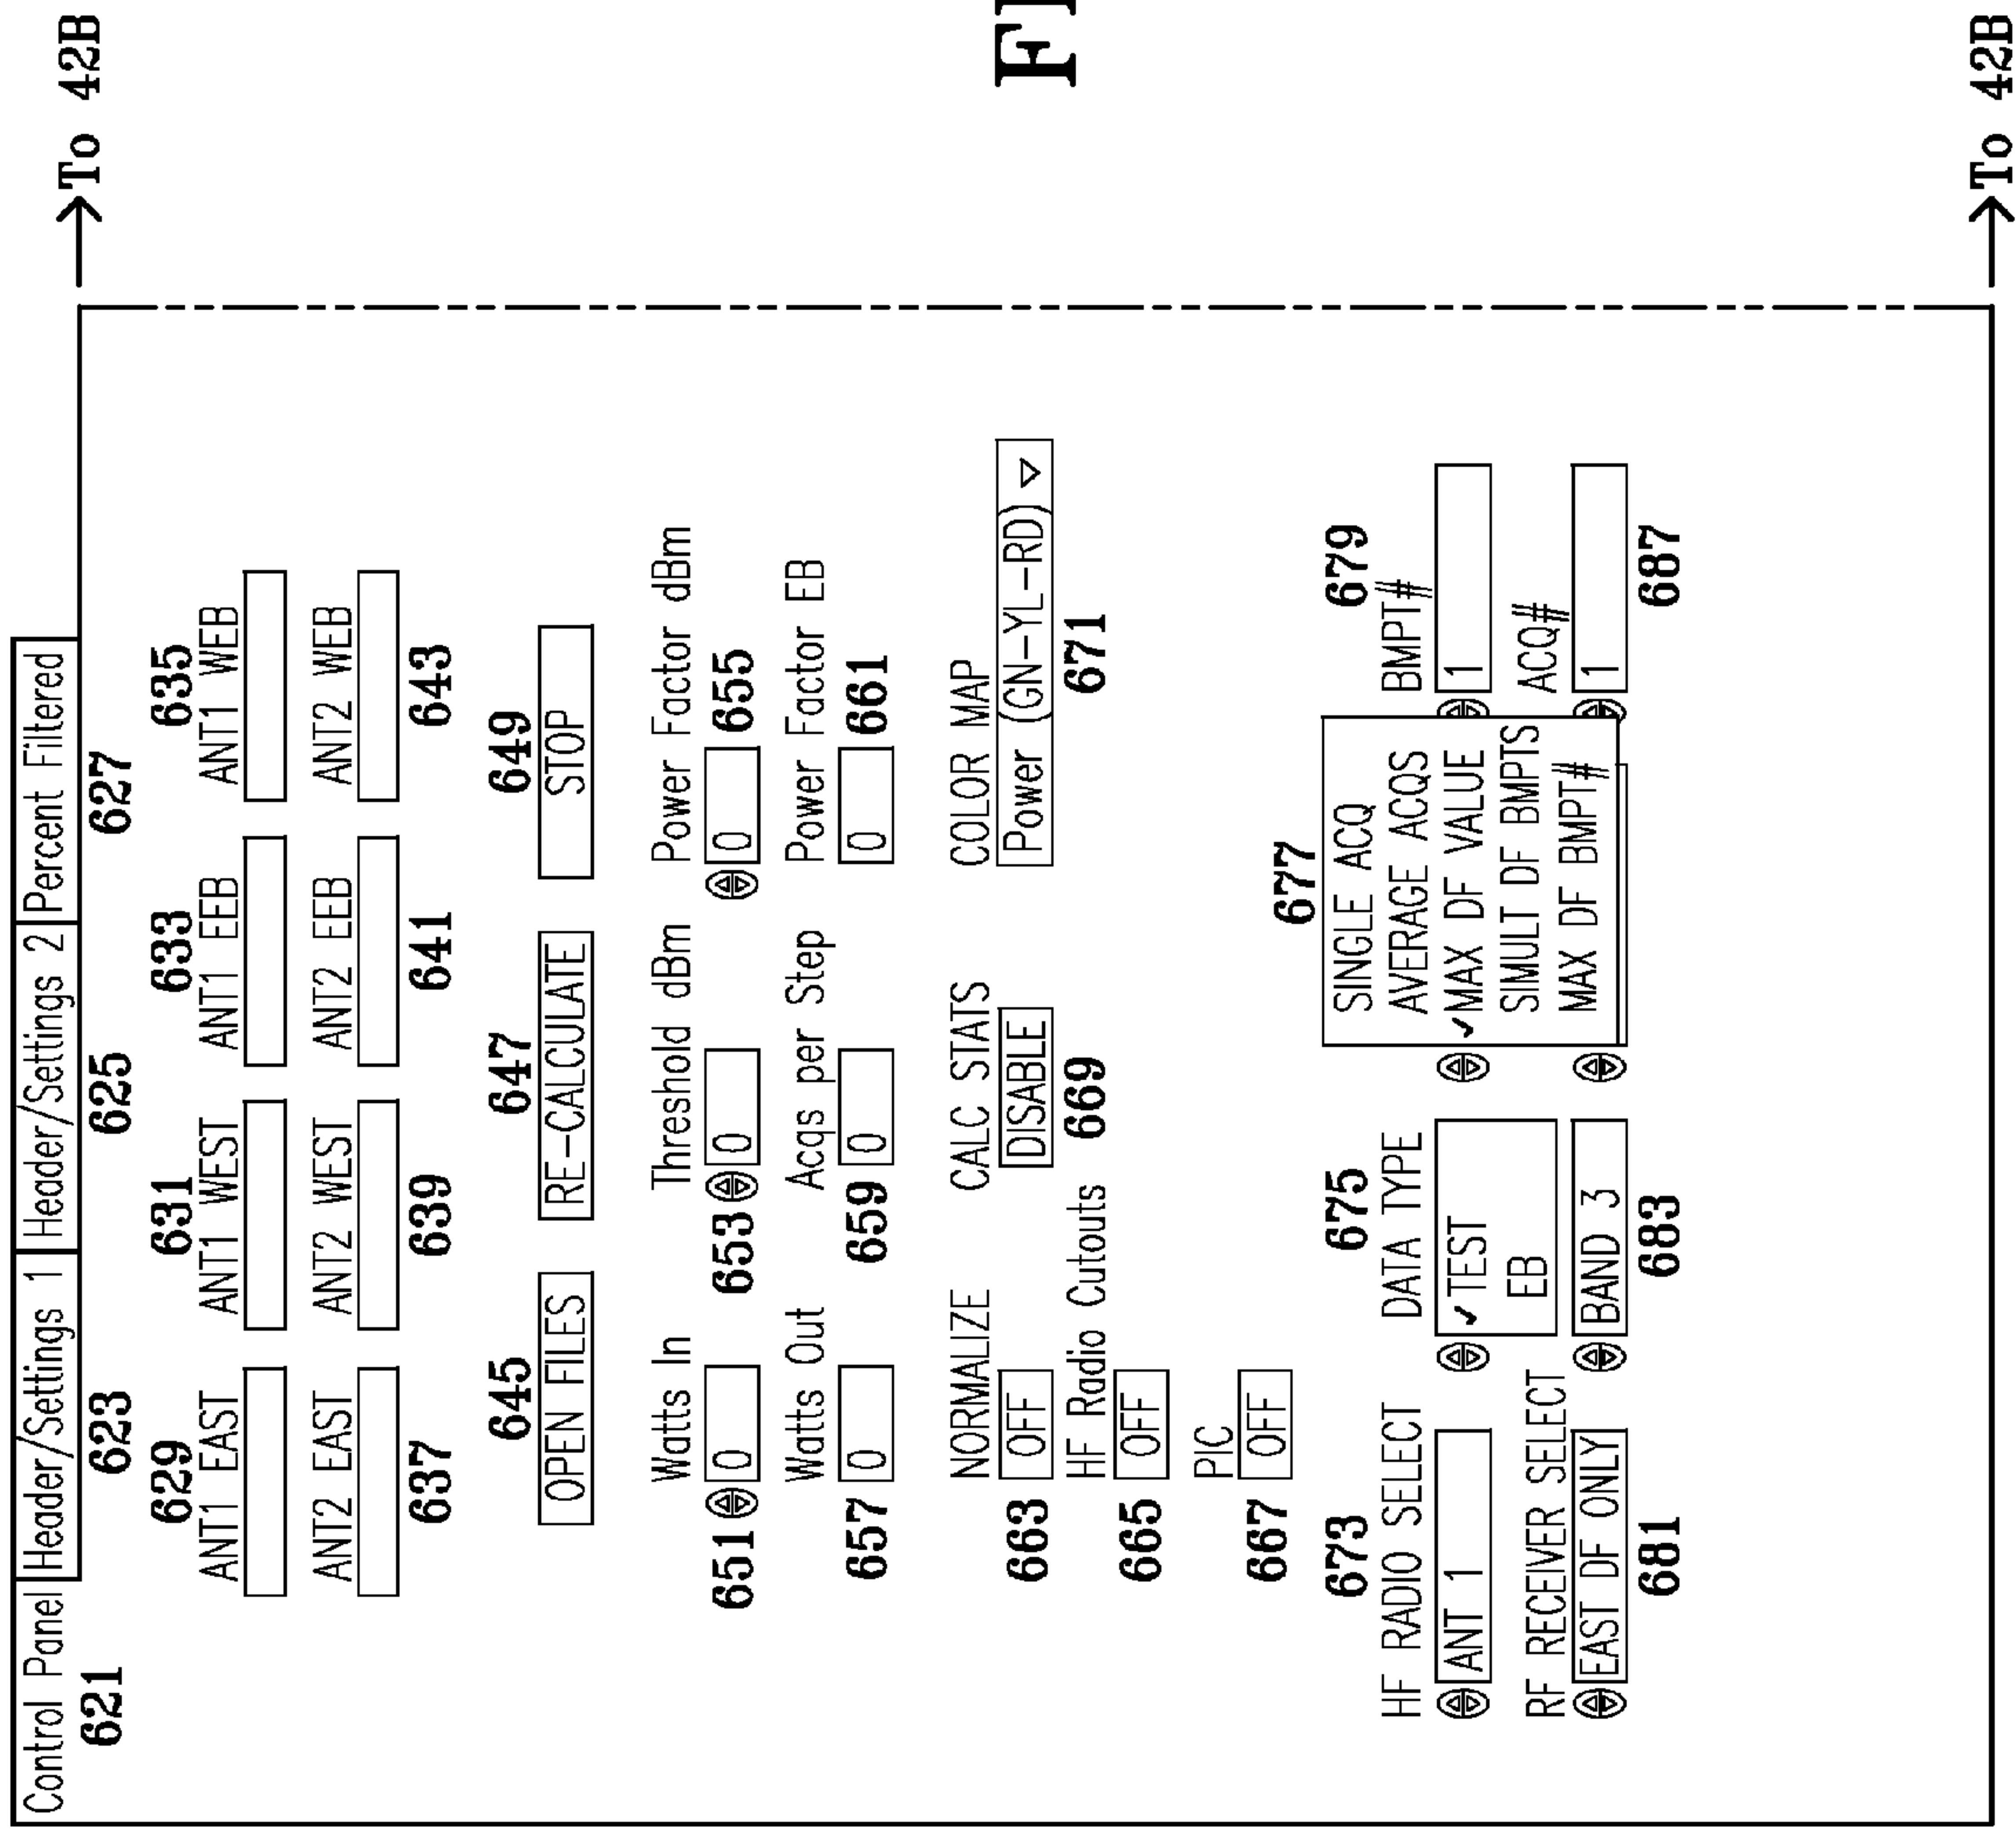 Control Panel Header/Settings 1 Header/Settings 2 Percent Filtered
To 42B
621 623 625 627
629 631 633 635
ANT1 EAST ANT1 WEST ANT1 EEB ANT1 WEB
ANT2 EAST ANT2 WEST ANT2 EEB ANT2 WEB
637 639 641 643
645 647 649
OPEN FILES RE-CALCULATE STOP
Watts In Threshold dBm Power Factor dBm
651 0 653 0 0 655
Watts Out Acqs per Step Power Factor EB
657 0 659 0 0 661
NORMALIZE CALC STATS COLOR MAP
663 OFF DISABLE Power (GN-YL-RD)
HF Radio Cutouts 669 671
665 OFF
PIC
667 OFF
673 675 677 679
HF RADIO SELECT DATA TYPE SINGLE ACQ BMPT#
AVERAGE ACQS
ANT 1 ✓TEST ✓MAX DF VALUE 1
RF RECEIVER SELECT EB SIMULT DF BMPTS ACQ#
EAST DF ONLY BAND 3 MAX DF BMPT# 1
681 683 687
To 42B